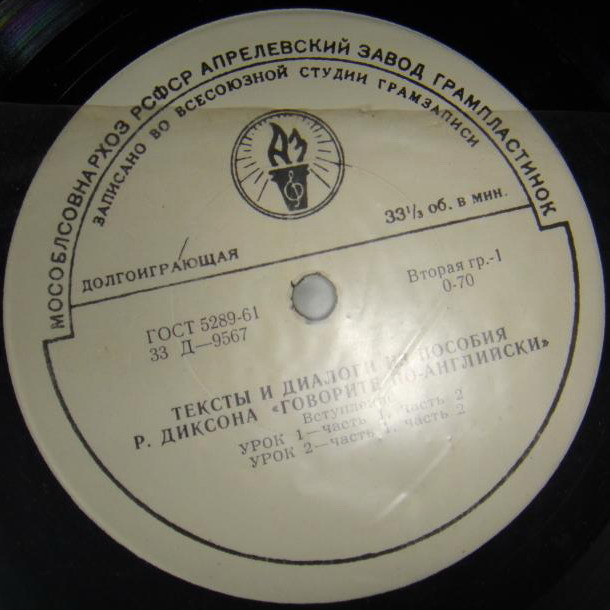 МОСОБЛСОВНАРХОЗ РСФСР АПРЕЛЕВСКИЙ ЗАВОД ГРАМПЛАСТИНОК
ЗАПИСАНО ВО ВСЕСОЮЗНОЙ СТУДИИ ГРАМЗАПИСИ
АЗ
ДОЛГОИГРАЮЩАЯ
33⅓ об. в мин.
ГОСТ 5289-61
33 Д—9567
Вторая гр.-1
0-70
ТЕКСТЫ И ДИАЛОГИ ИЗ ПОСОБИЯ
Р. ДИКСОНА «ГОВОРИТЕ ПО-АНГЛИЙСКИ»
Вступление
УРОК 1—часть 1, часть 2
УРОК 2—часть 1, часть 2